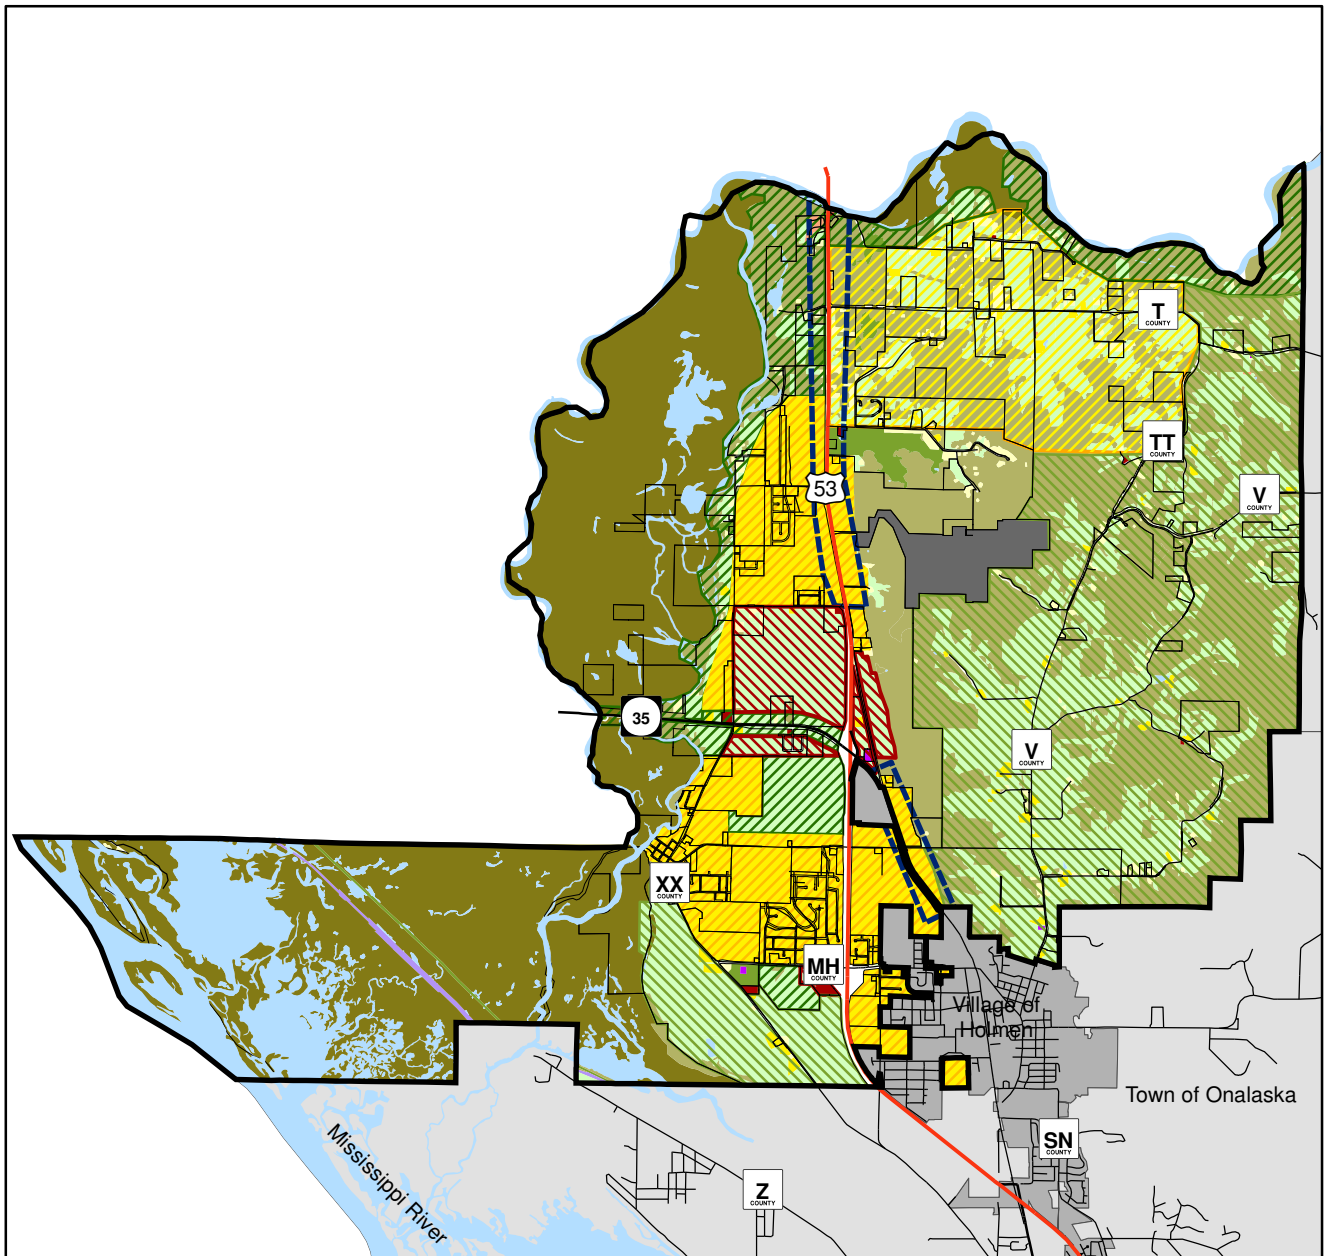 T
COUNTY
TT
COUNTY
V
COUNTY
53
35
V
COUNTY
XX
COUNTY
MH
COUNTY
Village of
Holmen
Town of Onalaska
SN
COUNTY
Mississippi River
Z
COUNTY